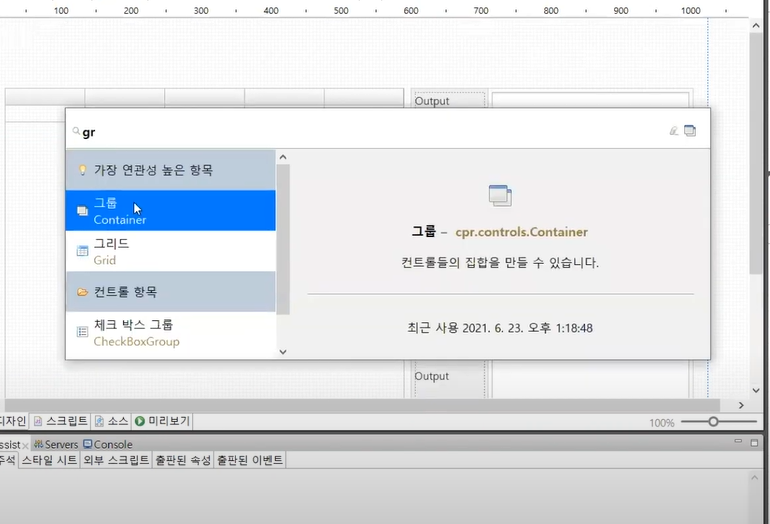 100 200 300 400 500 600 700 800 900 1000
Output
gr
가장 연관성 높은 항목
그룹
Container
그리드
Grid
컨트롤 항목
체크 박스 그룹
CheckBoxGroup
그룹 – cpr.controls.Container
컨트롤들의 집합을 만들 수 있습니다.
최근 사용 2021. 6. 23. 오후 1:18:48
Output
디자인 스크립트 소스 미리보기
100%
ssist Servers Console
주석 스타일 시트 외부 스크립트 출판된 속성 출판된 이벤트